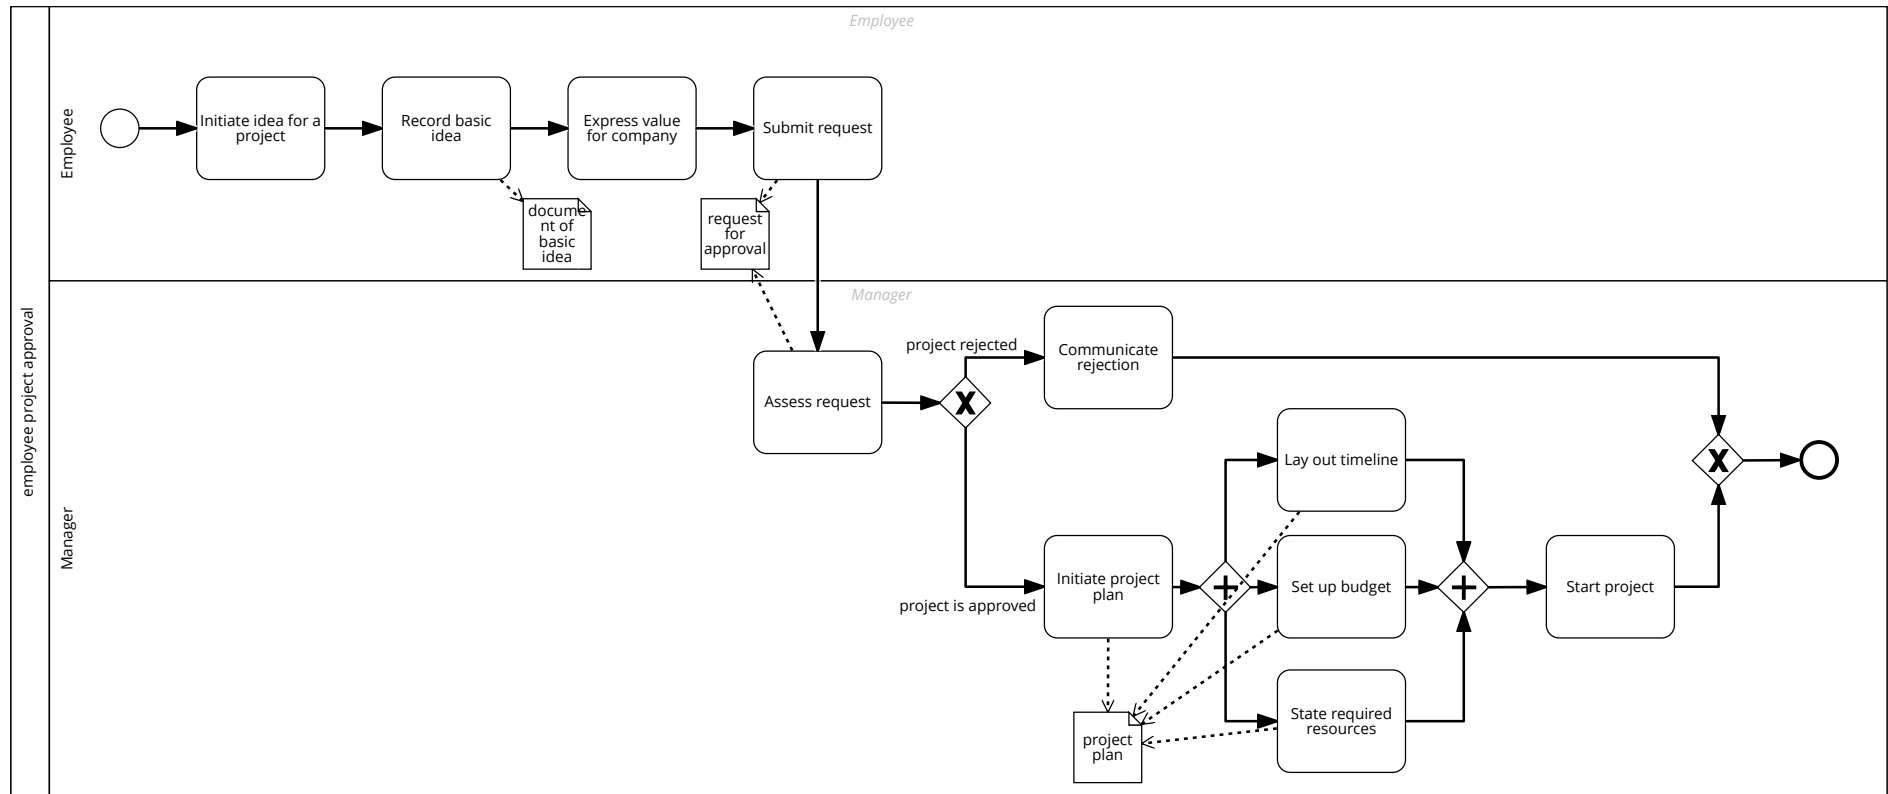 Employee
Employee
Initiate idea for a
project
Record basic
idea
Express value
for company
Submit request
docume
nt of
basic
idea
request
for
approval
employee project approval
Manager
Manager
project rejected
Communicate
rejection
Assess request
Lay out timeline
project is approved
Initiate project
plan
Set up budget
Start project
State required
resources
project
plan